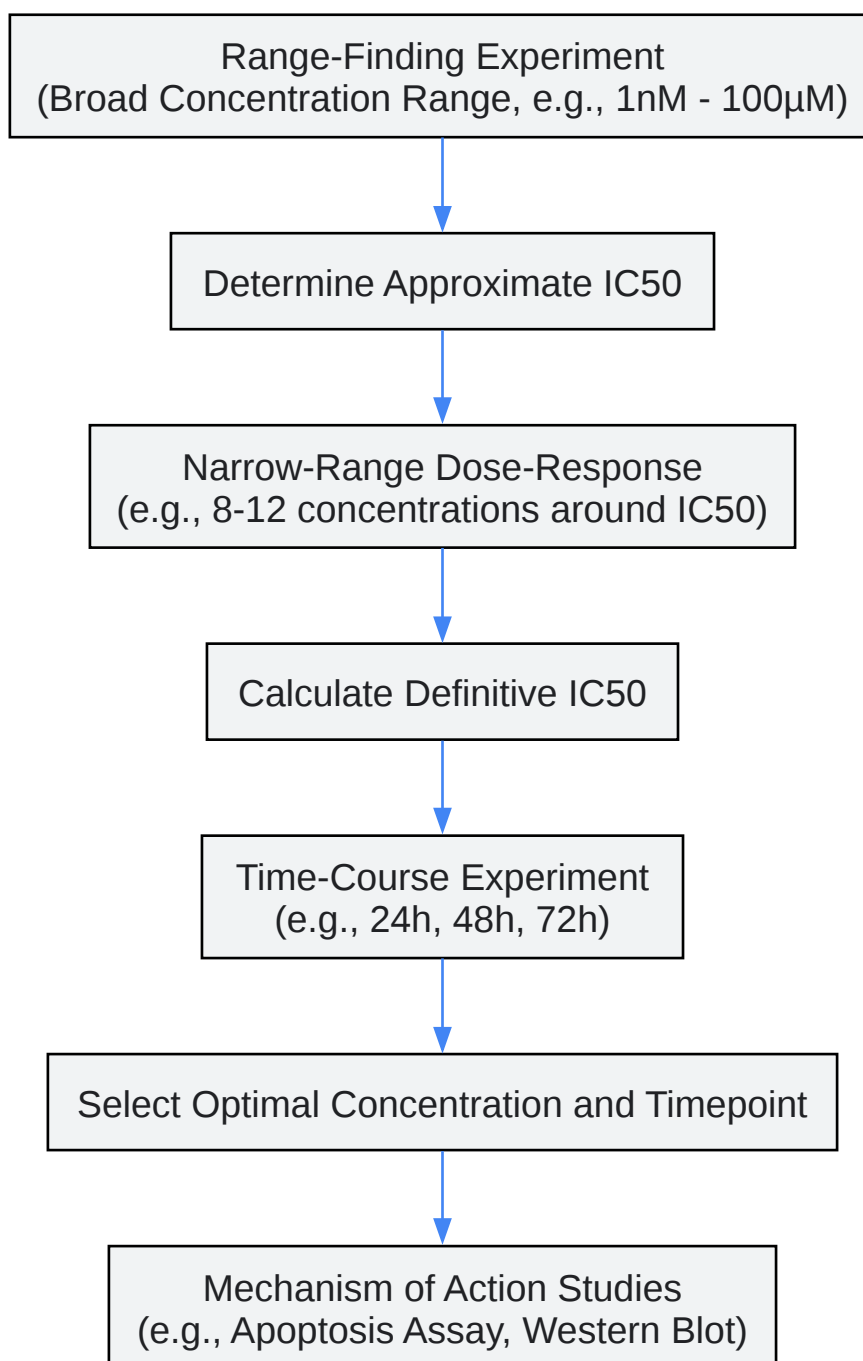 Range-Finding Experiment
(Broad Concentration Range, e.g., 1nM - 100µM)
Determine Approximate IC50
Narrow-Range Dose-Response
(e.g., 8-12 concentrations around IC50)
Calculate Definitive IC50
Time-Course Experiment
(e.g., 24h, 48h, 72h)
Select Optimal Concentration and Timepoint
Mechanism of Action Studies
(e.g., Apoptosis Assay, Western Blot)